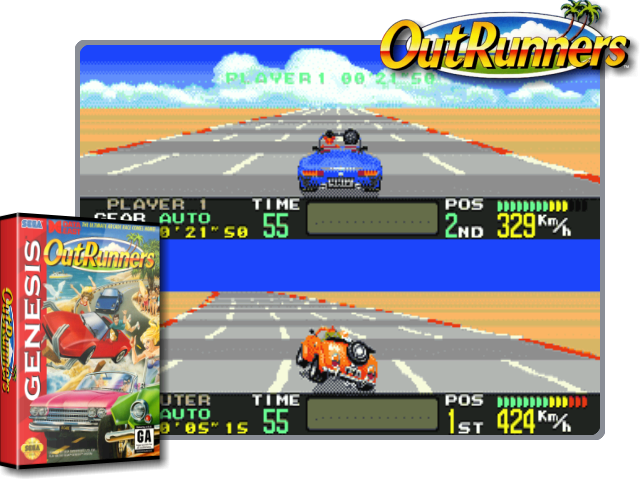 OutRunners
PLAYER 1 00'21"50
PLAYER 1
GEAR AUTO
0'21"50
TIME
55
POS
2ND
329 Km/h
UTER
AUTO
0'05"15
TIME
55
POS
1ST
424 Km/h
SEGA
OutRunners
GENESIS
OutRunners
SEGA
GA